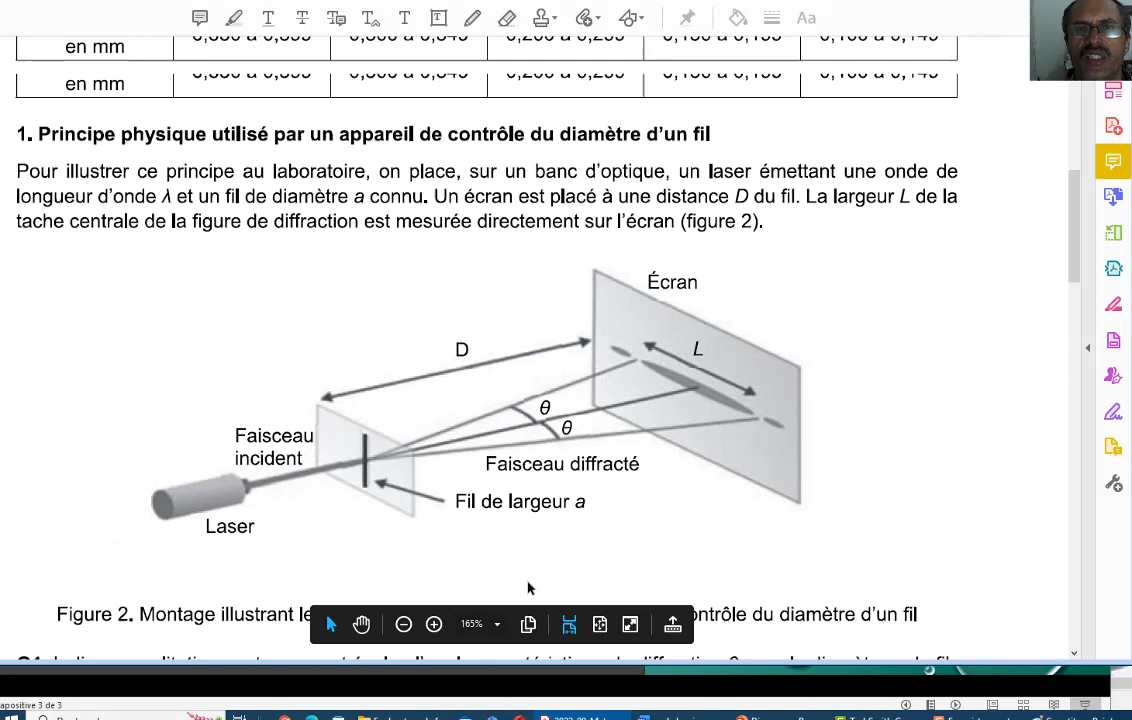 en mm
en mm
1. Principe physique utilisé par un appareil de contrôle du diamètre d'un fil
Pour illustrer ce principe au laboratoire, on place, sur un banc d'optique, un laser émettant une onde de
longueur d'onde λ et un fil de diamètre a connu. Un écran est placé à une distance D du fil. La largeur L de la
tache centrale de la figure de diffraction est mesurée directement sur l'écran (figure 2).
Écran
D
L
θ
θ
Faisceau
incident
Faisceau diffracté
Fil de largeur a
Laser
Figure 2. Montage illustrant le
ontrôle du diamètre d'un fil
165%
apositive 3 de 3